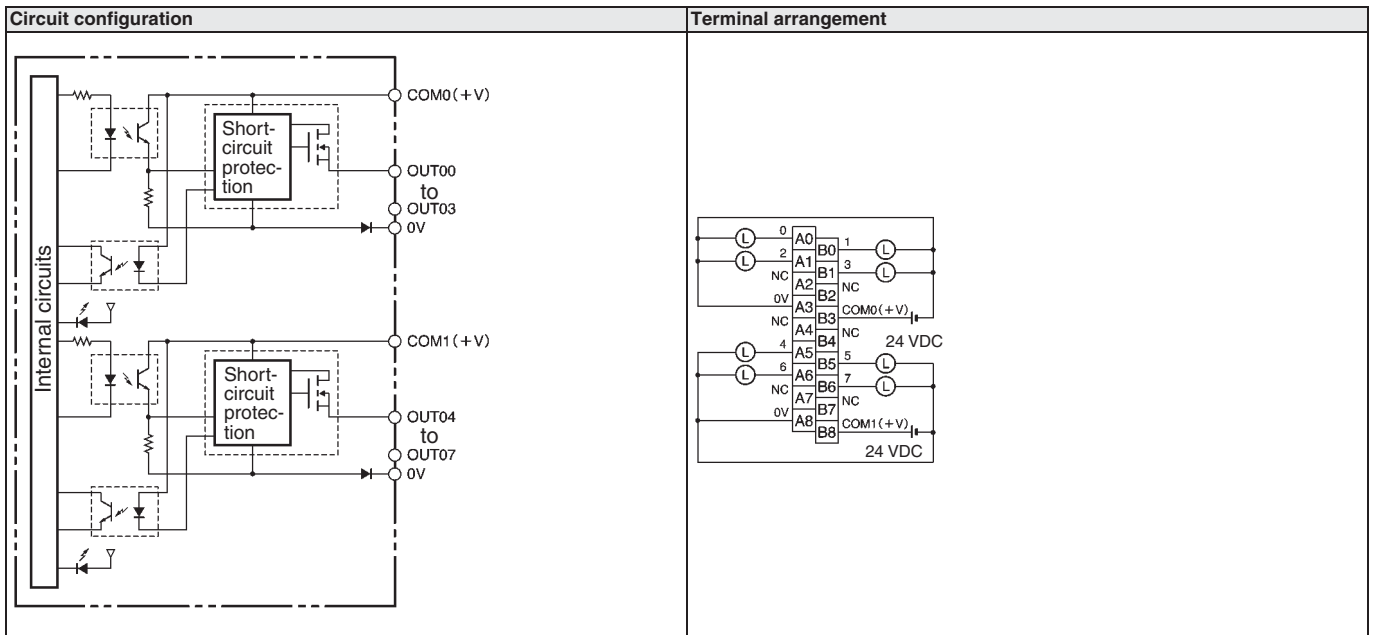 Circuit configuration
Terminal arrangement
Internal circuits
Short-
circuit
protec-
tion
COM0(+V)
OUT00
to
OUT03
0V
Short-
circuit
protec-
tion
COM1(+V)
OUT04
to
OUT07
0V
0 A0
B0 1
2 A1
B1 3
NC A2
B2 NC
0V A3
B3 COM0(+V)
NC A4
B4 NC
24 VDC
4 A5
B5 5
6 A6
B6 7
NC A7
B7 NC
0V A8
B8 COM1(+V)
24 VDC
L L
L L
L L
L L